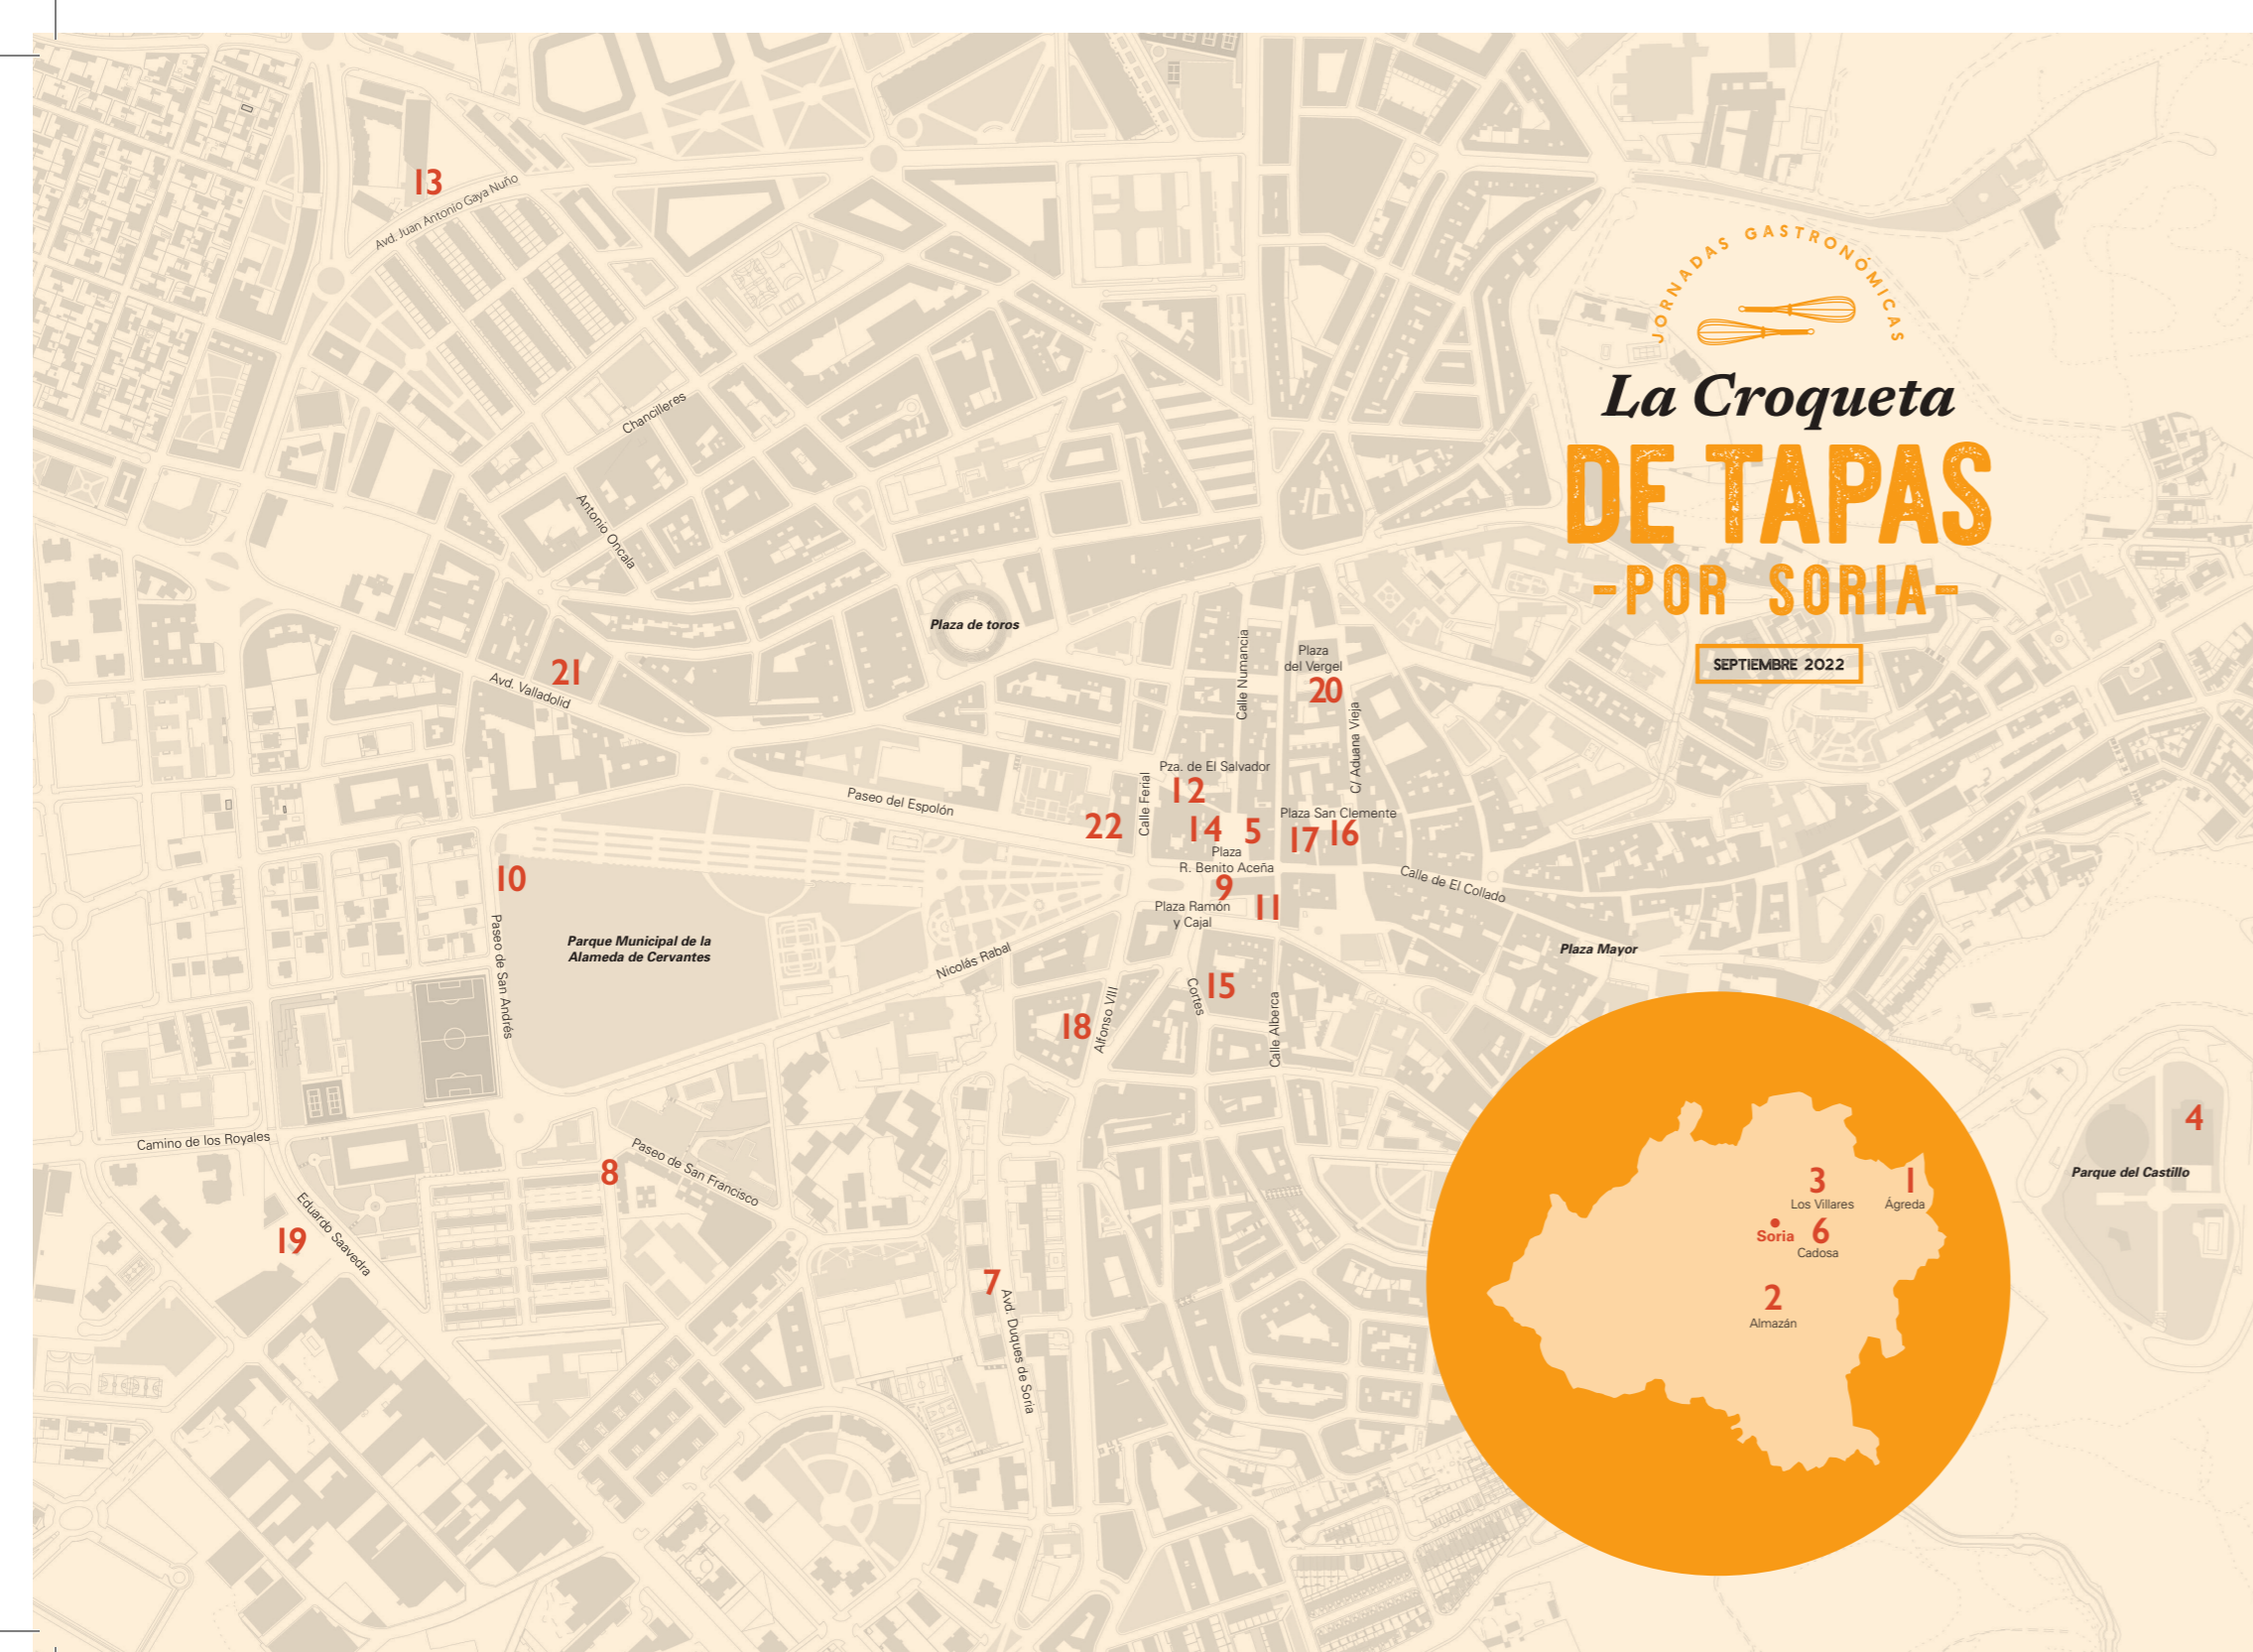 JORNADAS GASTRONÓMICAS
La Croqueta
DE TAPAS
-POR SORIA-
SEPTIEMBRE 2022
13
Avd. Juan Antonio Gaya Nuño
Chancilleres
Antonio Oncala
Plaza de toros
21
Avd. Valladolid
Calle Numancia
Plaza
del Vergel
20
C/ Aduana Vieja
Pza. de El Salvador
12
Calle Ferial
Paseo del Espolón
22
14
5
Plaza San Clemente
17
16
Plaza
R. Benito Aceña
9
Plaza Ramón
y Cajal
11
Calle de El Collado
Plaza Mayor
10
Paseo de San Andrés
Parque Municipal de la
Alameda de Cervantes
Nicolás Rabal
15
Cortes
18
Alfonso VIII
Calle Alberca
Camino de los Royales
8
Paseo de San Francisco
19
Eduardo Saavedra
7
Avd. Duques de Soria
4
Parque del Castillo
3
Los Villares
1
Ágreda
Soria
6
Cadosa
2
Almazán